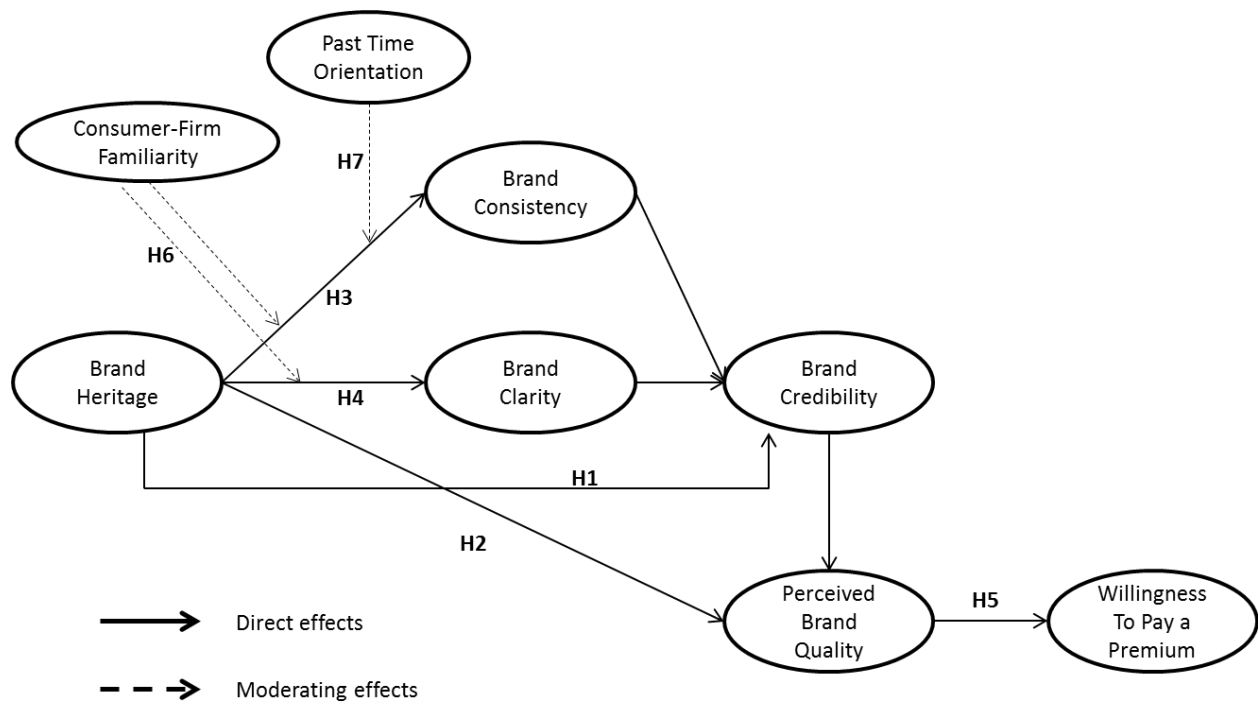 Past Time
Orientation
Consumer-Firm
Familiarity
H7
Brand
Consistency
H6
H3
Brand
Heritage
H4
Brand
Clarity
Brand
Credibility
H1
H2
Perceived
Brand
Quality
H5
Willingness
To Pay a
Premium
Direct effects
Moderating effects